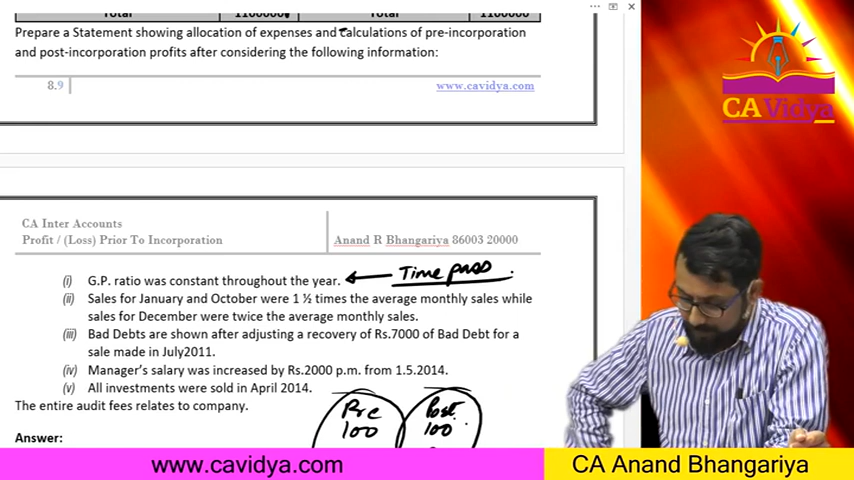 Total 1100000 Total 1100000
Prepare a Statement showing allocation of expenses and calculations of pre-incorporation
and post-incorporation profits after considering the following information:
8.9
www.cavidya.com
CA Vidya
CA Inter Accounts
Profit / (Loss) Prior To Incorporation
Anand R Bhangariya 86003 20000
(i) G.P. ratio was constant throughout the year. Time pass
(ii) Sales for January and October were 1 ½ times the average monthly sales while
sales for December were twice the average monthly sales.
(iii) Bad Debts are shown after adjusting a recovery of Rs.7000 of Bad Debt for a
sale made in July2011.
(iv) Manager's salary was increased by Rs.2000 p.m. from 1.5.2014.
(v) All investments were sold in April 2014.
The entire audit fees relates to company.
Pre Post
100 100
Answer:
www.cavidya.com
CA Anand Bhangariya